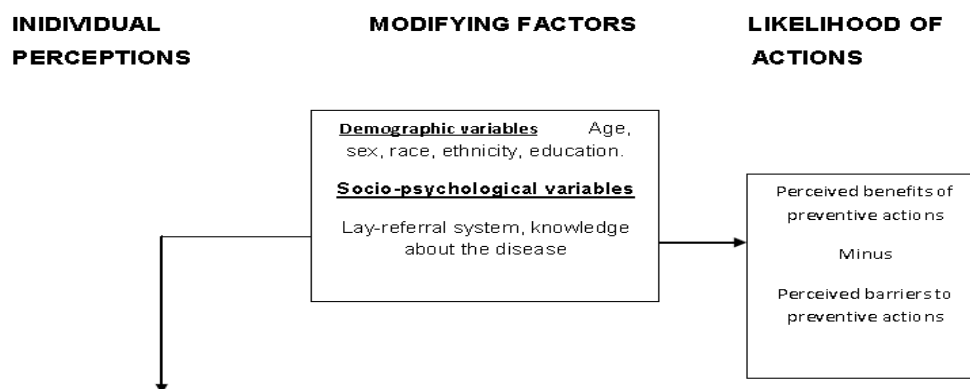 INIDIVIDUAL
PERCEPTIONS
MODIFYING FACTORS
LIKELIHOOD OF
ACTIONS
Demographic variables Age,
sex, race, ethnicity, education.
Socio-psychological variables
Lay-referral system, knowledge
about the disease
Perceived benefits of
preventive actions
Minus
Perceived barriers to
preventive actions